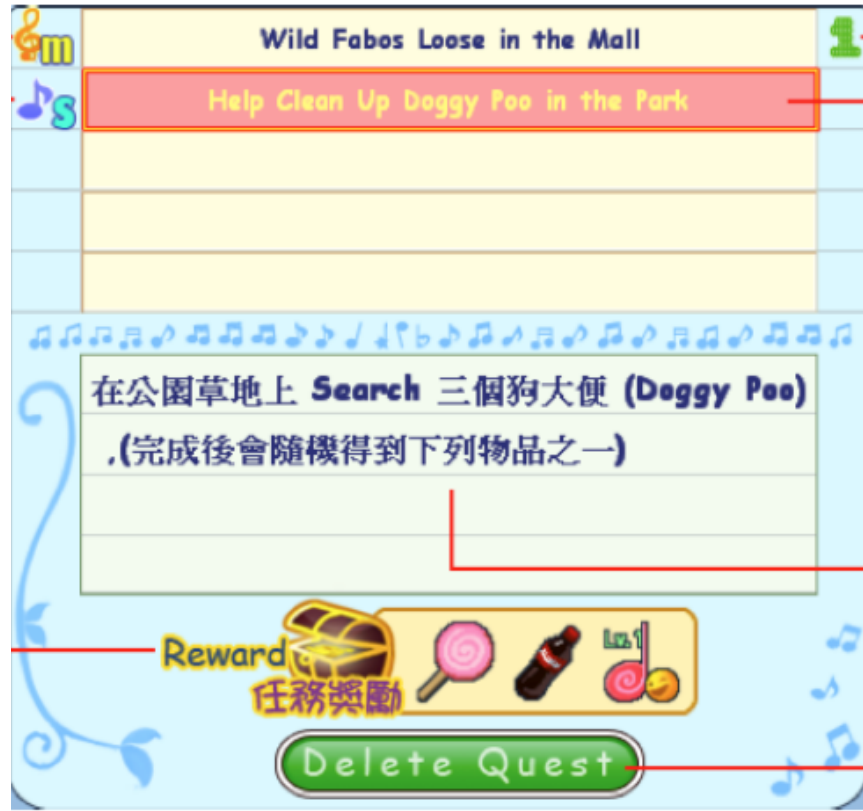 m
Wild Fabos Loose in the Mall
1
S
Help Clean Up Doggy Poo in the Park
在公園草地上 Search 三個狗大便 (Doggy Poo)
,(完成後會隨機得到下列物品之一)
Reward
任務獎勵
Lv.1
Delete Quest